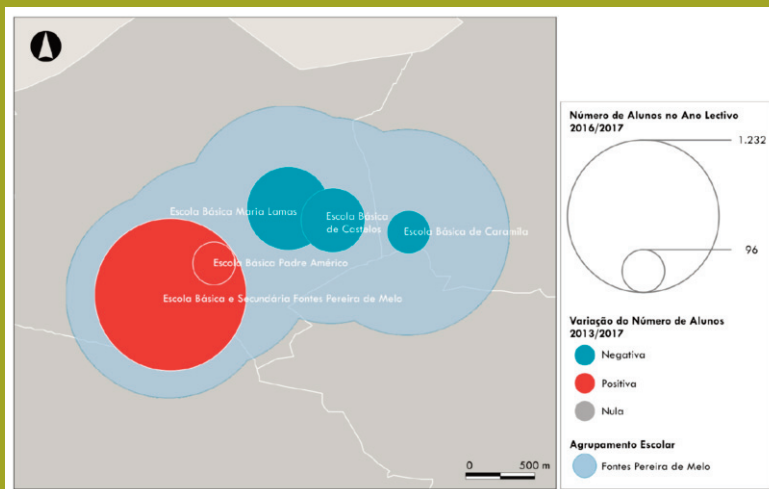 Escola Básica Maria Lamas
Escola Básica
de Castelos
Escola Básica de Caramila
Escola Básica Padre Américo
Escola Básica e Secundária Fontes Pereira de Melo
0 500 m
Número de Alunos no Ano Lectivo
2016/2017
1.232
96
Variação do Número de Alunos
2013/2017
Negativa
Positiva
Nula
Agrupamento Escolar
Fontes Pereira de Melo